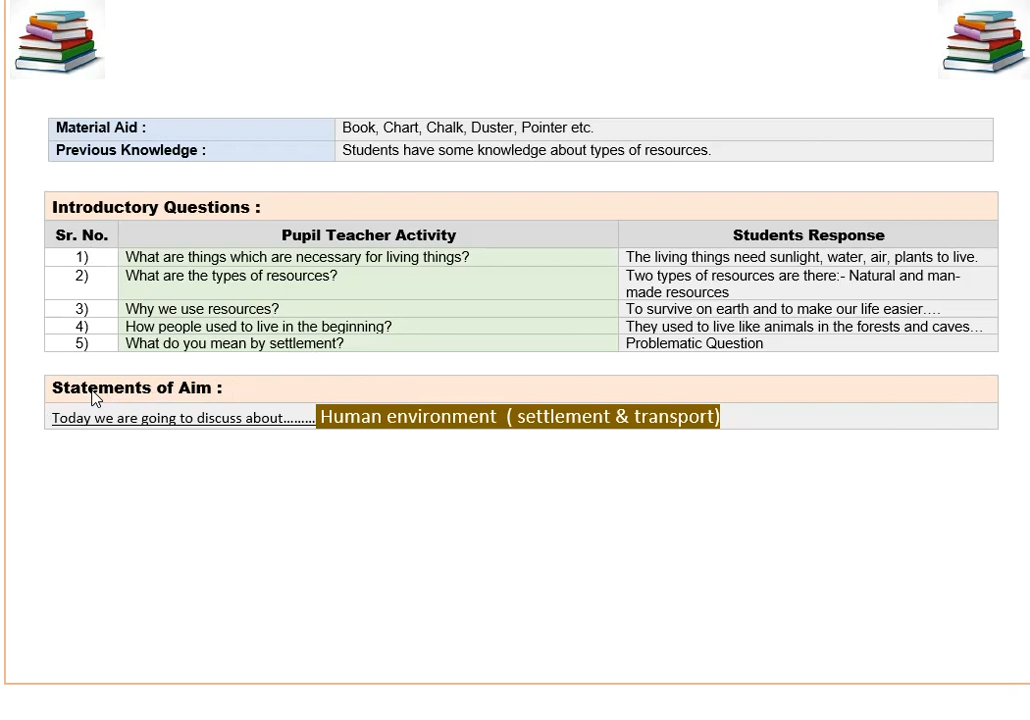 Material Aid : Book, Chart, Chalk, Duster, Pointer etc.
Previous Knowledge : Students have some knowledge about types of resources.
Introductory Questions :
Sr. No. Pupil Teacher Activity Students Response
1) What are things which are necessary for living things? The living things need sunlight, water, air, plants to live.
2) What are the types of resources? Two types of resources are there:- Natural and man-
made resources
3) Why we use resources? To survive on earth and to make our life easier….
4) How people used to live in the beginning? They used to live like animals in the forests and caves…
5) What do you mean by settlement? Problematic Question
Statements of Aim :
Today we are going to discuss about……… Human environment ( settlement & transport)